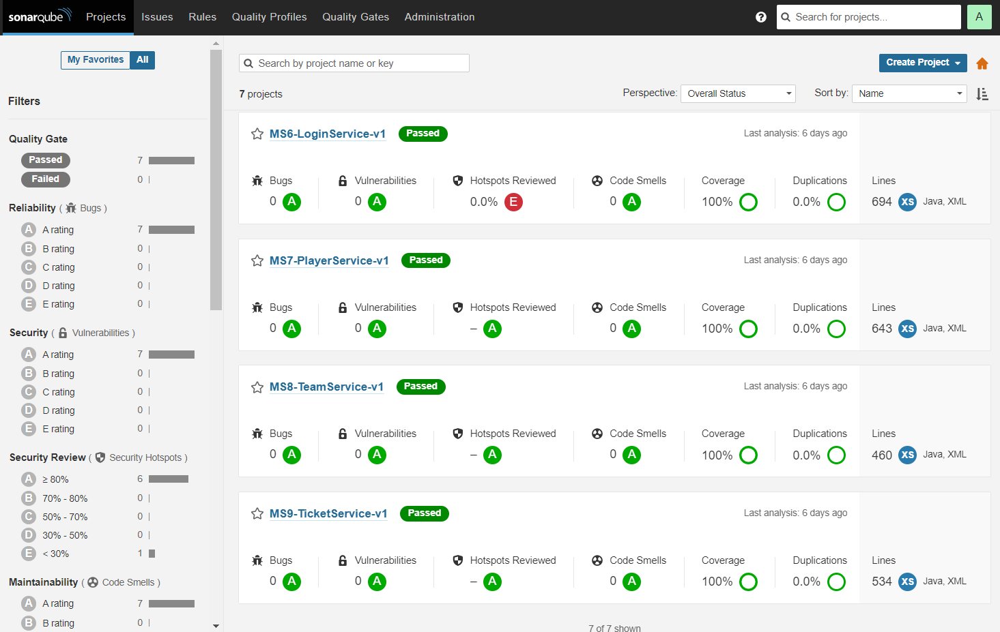 sonarqube Projects Issues Rules Quality Profiles Quality Gates Administration Search for projects... A
My Favorites All
Filters
Quality Gate
Passed 7
Failed 0
Reliability ( Bugs )
A A rating 7
B B rating 0
C C rating 0
D D rating 0
E E rating 0
Security ( Vulnerabilities )
A A rating 7
B B rating 0
C C rating 0
D D rating 0
E E rating 0
Security Review ( Security Hotspots )
A ≥ 80% 6
B 70% - 80% 0
C 50% - 70% 0
D 30% - 50% 0
E < 30% 1
Maintainability ( Code Smells )
A A rating 7
B B rating 0
Search by project name or key Create Project
7 projects Perspective: Overall Status Sort by: Name
MS6-LoginService-v1 Passed Last analysis: 6 days ago
Bugs Vulnerabilities Hotspots Reviewed Code Smells Coverage Duplications Lines
0 A 0 A 0.0% E 0 A 100% 0.0% 694 XS Java, XML
MS7-PlayerService-v1 Passed Last analysis: 6 days ago
Bugs Vulnerabilities Hotspots Reviewed Code Smells Coverage Duplications Lines
0 A 0 A – A 0 A 100% 0.0% 643 XS Java, XML
MS8-TeamService-v1 Passed Last analysis: 6 days ago
Bugs Vulnerabilities Hotspots Reviewed Code Smells Coverage Duplications Lines
0 A 0 A – A 0 A 100% 0.0% 460 XS Java, XML
MS9-TicketService-v1 Passed Last analysis: 6 days ago
Bugs Vulnerabilities Hotspots Reviewed Code Smells Coverage Duplications Lines
0 A 0 A – A 0 A 100% 0.0% 534 XS Java, XML
7 of 7 shown